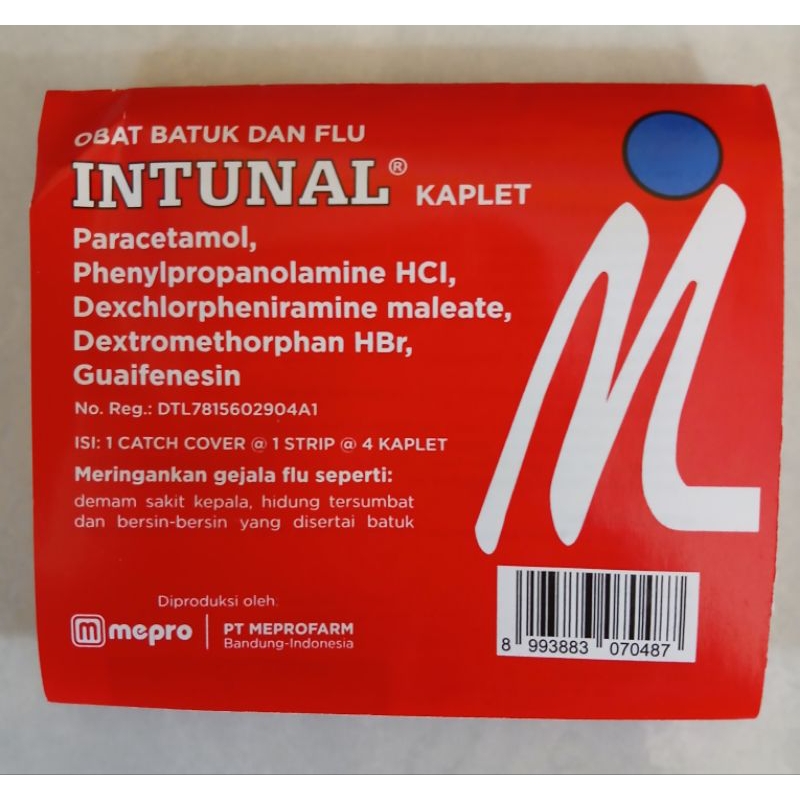 OBAT BATUK DAN FLU
INTUNAL® KAPLET
Paracetamol,
Phenylpropanolamine HCl,
Dexchlorpheniramine maleate,
Dextromethorphan HBr,
Guaifenesin
No. Reg.: DTL7815602904A1
ISI: 1 CATCH COVER @ 1 STRIP @ 4 KAPLET
Meringankan gejala flu seperti:
demam sakit kepala, hidung tersumbat
dan bersin-bersin yang disertai batuk
Diproduksi oleh:
m mepro | PT MEPROFARM
Bandung-Indonesia
8 993883 070487